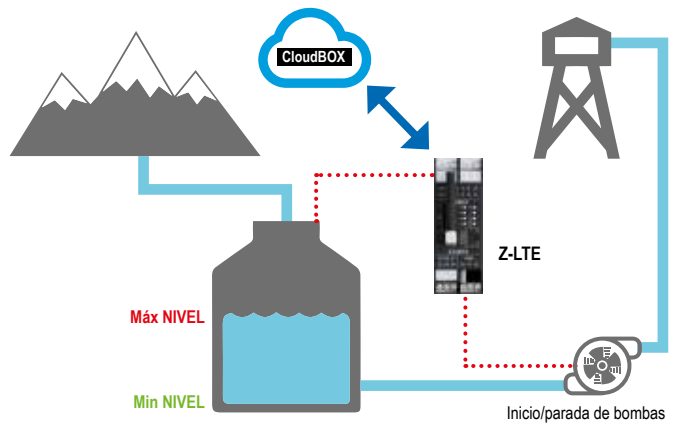 CloudBOX
Z-LTE
Máx NIVEL
Min NIVEL
Inicio/parada de bombas